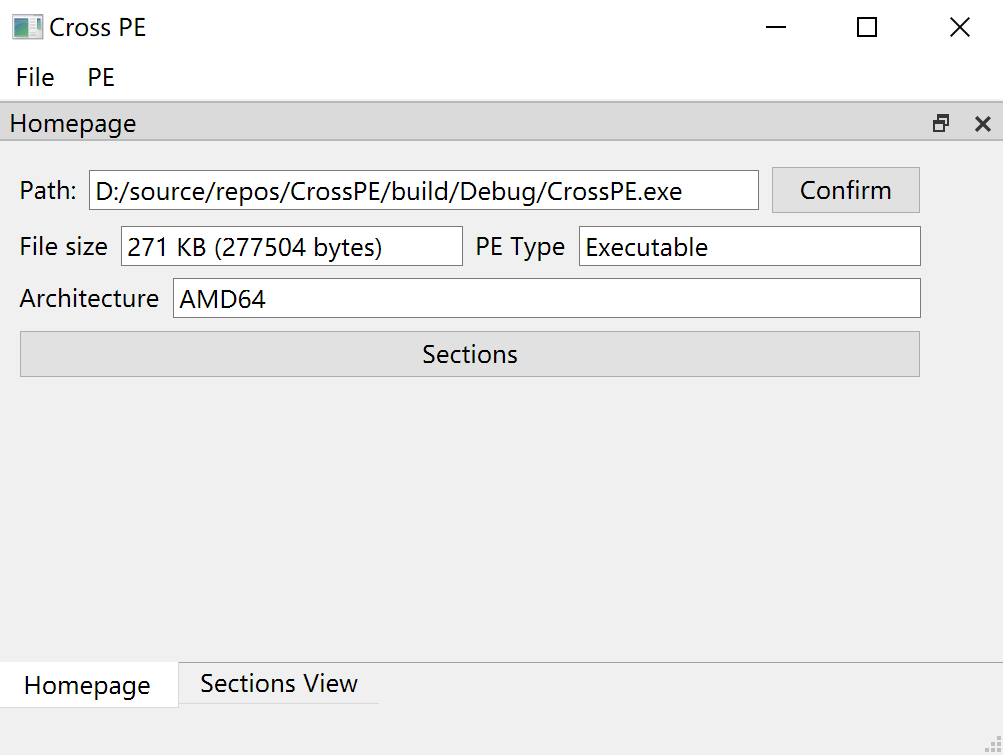 Cross PE
File PE
Homepage
Path: D:/source/repos/CrossPE/build/Debug/CrossPE.exe Confirm
File size 271 KB (277504 bytes) PE Type Executable
Architecture AMD64
Sections
Homepage Sections View